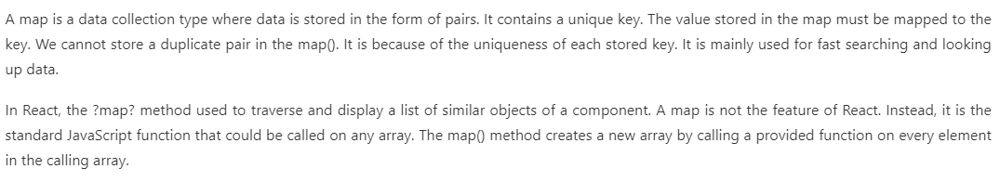 A map is a data collection type where data is stored in the form of pairs. It contains a unique key. The value stored in the map must be mapped to the
key. We cannot store a duplicate pair in the map(). It is because of the uniqueness of each stored key. It is mainly used for fast searching and looking
up data.
In React, the ?map? method used to traverse and display a list of similar objects of a component. A map is not the feature of React. Instead, it is the
standard JavaScript function that could be called on any array. The map() method creates a new array by calling a provided function on every element
in the calling array.